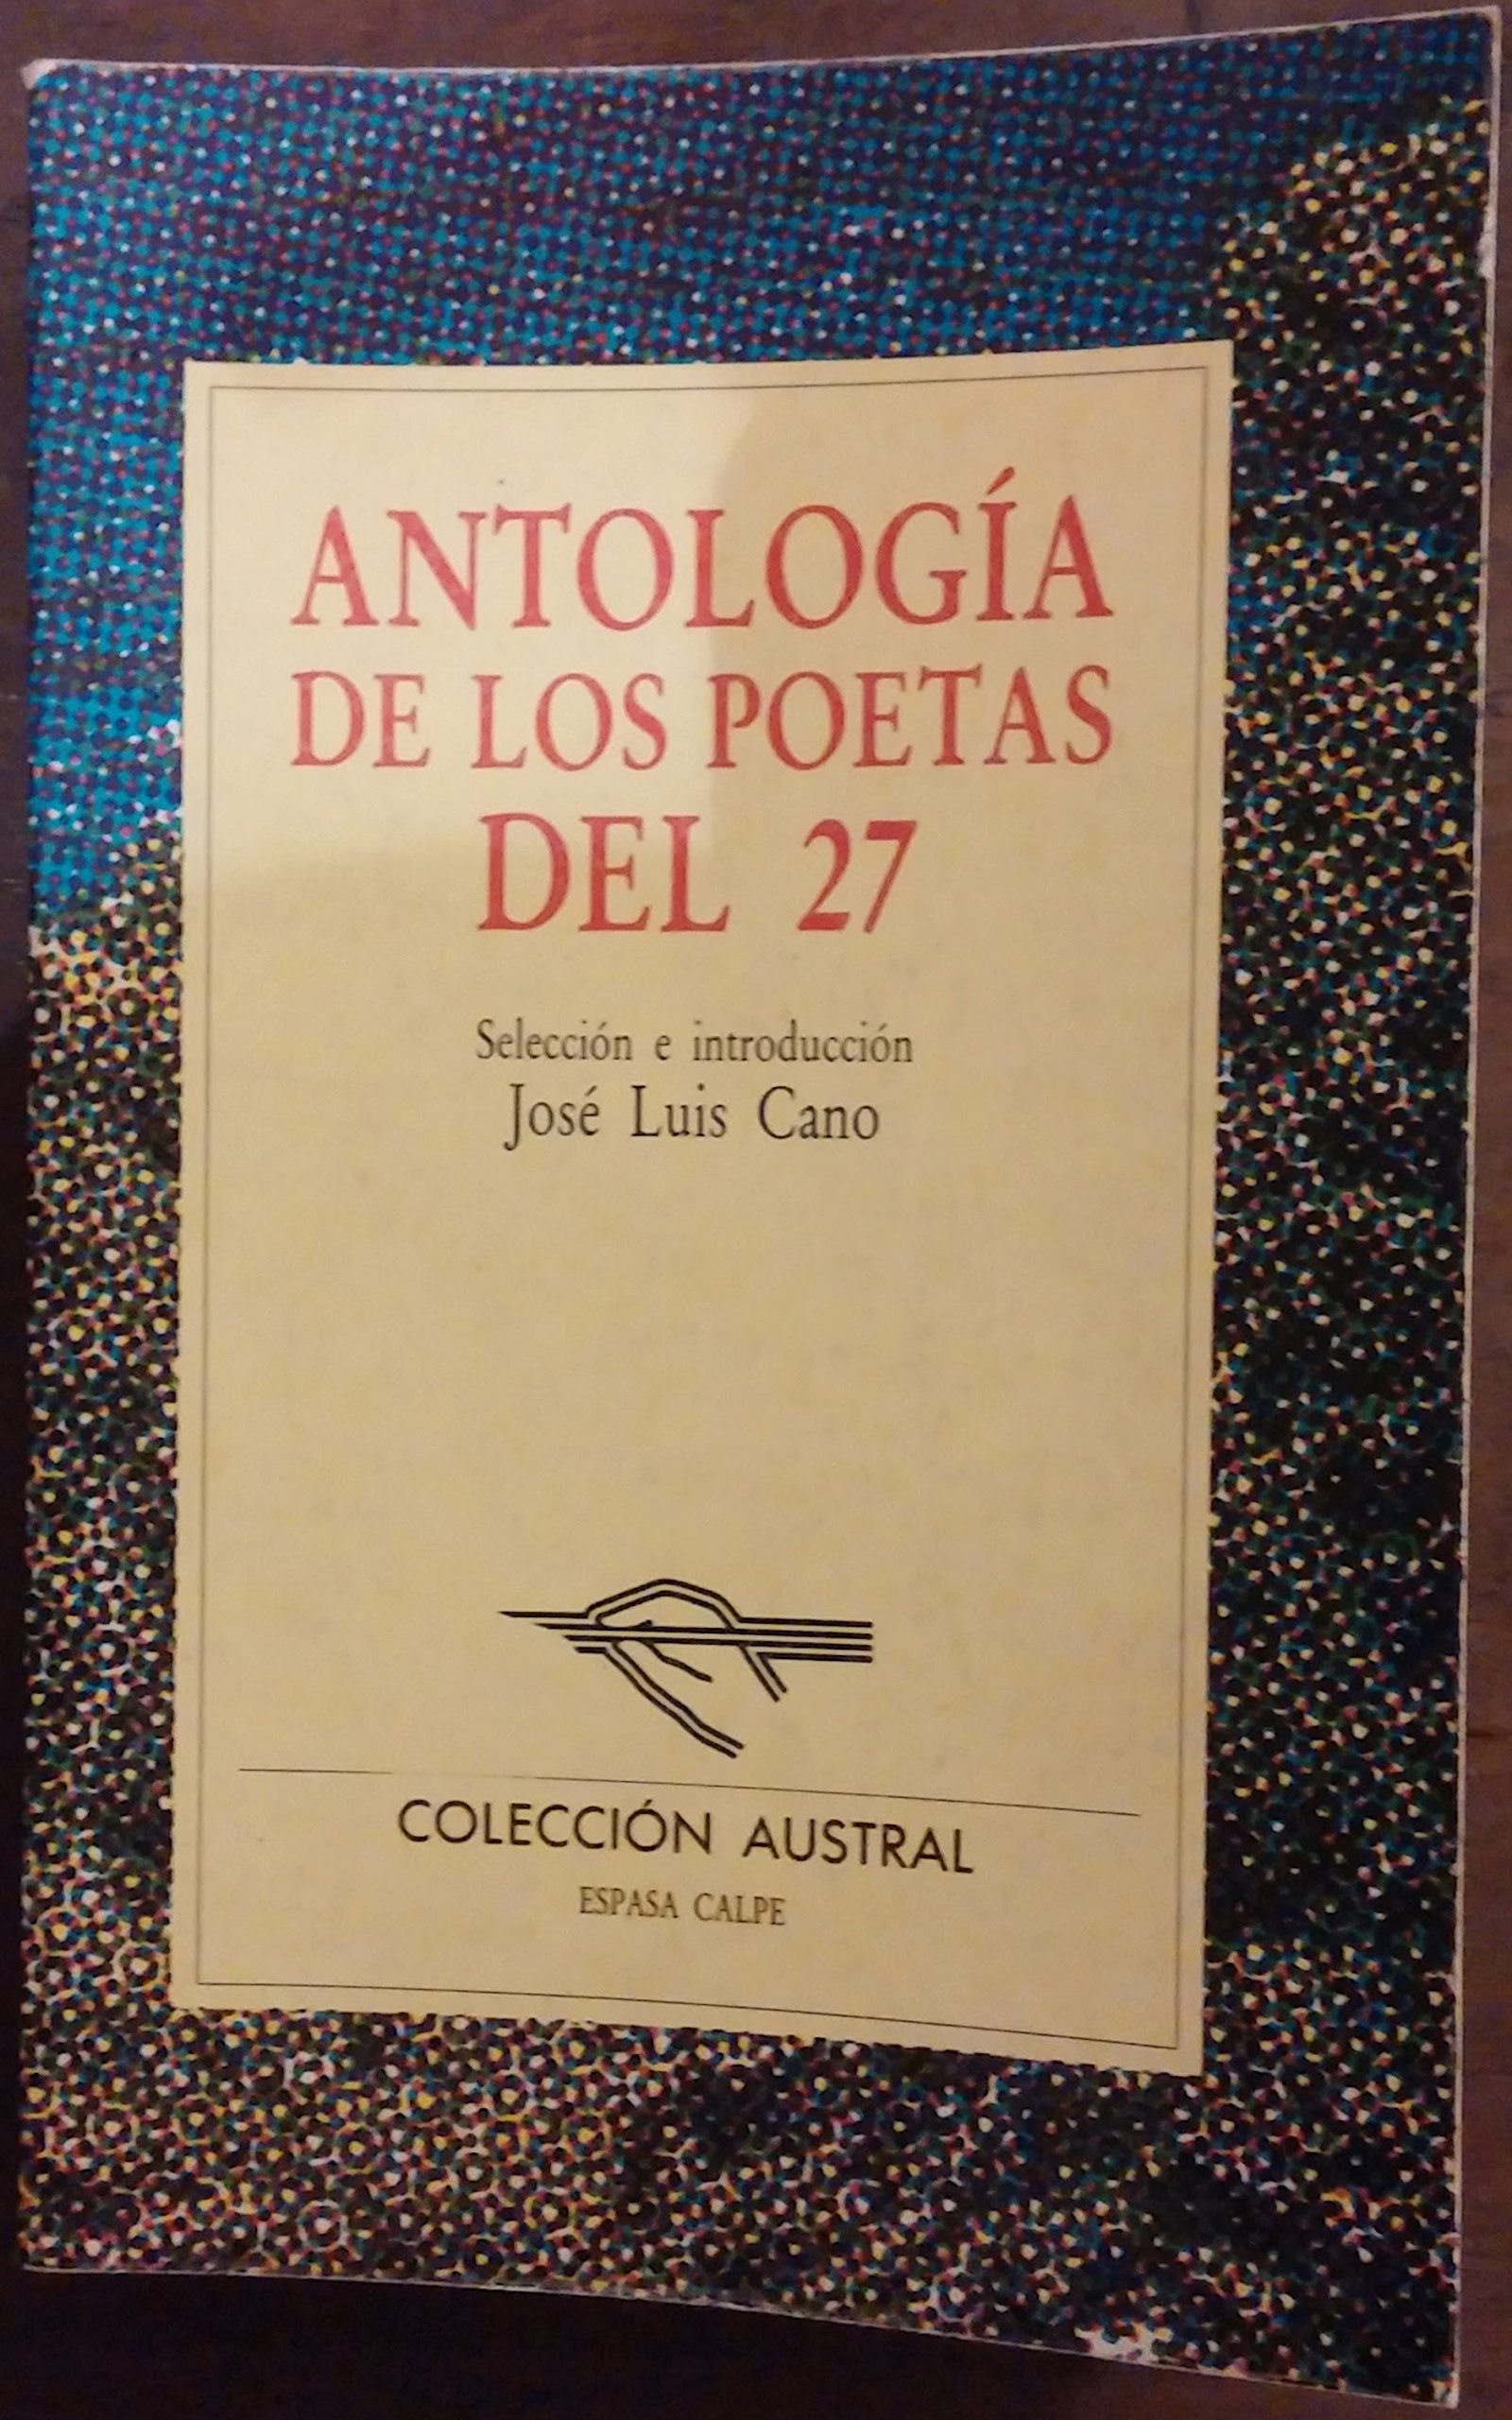 ANTOLOGÍA
DE LOS POETAS
DEL 27
Selección e introducción
José Luis Cano
COLECCIÓN AUSTRAL
ESPASA CALPE